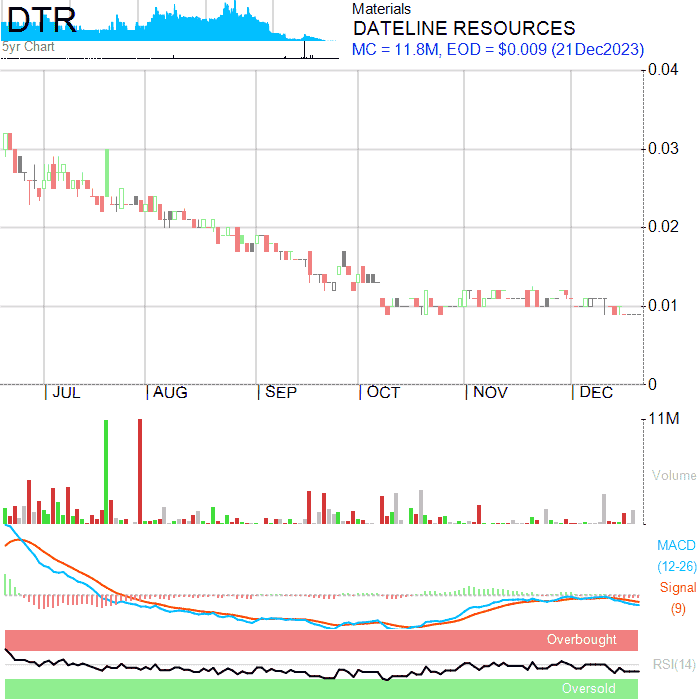 DTR
5yr Chart
Materials
DATELINE RESOURCES
MC = 11.8M, EOD = $0.009 (21Dec2023)
0.04
0.03
0.02
0.01
0
JUL AUG SEP OCT NOV DEC
11M
Volume
MACD
(12-26)
Signal
(9)
Overbought
RSI(14)
Oversold